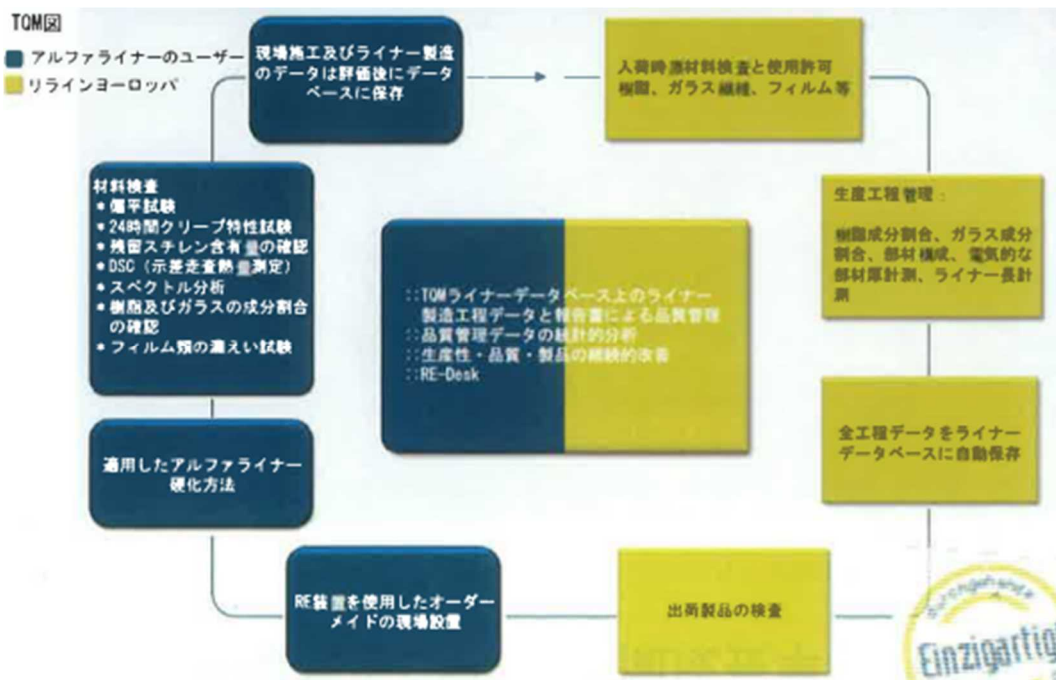 TQM図
アルファライナーのユーザー
リラインヨーロッパ
現場施工及びライナー製造
のデータは評価後にデータ
ベースに保存
入荷時原材料検査と使用許可
樹脂、ガラス繊維、フィルム等
生産工程管理:
樹脂成分割合、ガラス成分
割合、部材構成、電気的な
部材厚計測、ライナー長計
測
全工程データをライナー
データベースに自動保存
出荷製品の検査
RE装置を使用したオーダー
メイドの現場設置
適用したアルファライナー
硬化方法
材料検査
* 偏平試験
* 24時間クリープ特性試験
* 残留スチレン含有量の確認
* DSC（示差走査熱量測定）
* スペクトル分析
* 樹脂及びガラスの成分割合
の確認
* フィルム類の漏えい試験
::TQMライナーデータベース上のライナー
製造工程データと報告書による品質管理
::品質管理データの統計的分析
::生産性・品質・製品の継続的改善
::RE-Desk
Einzigartig